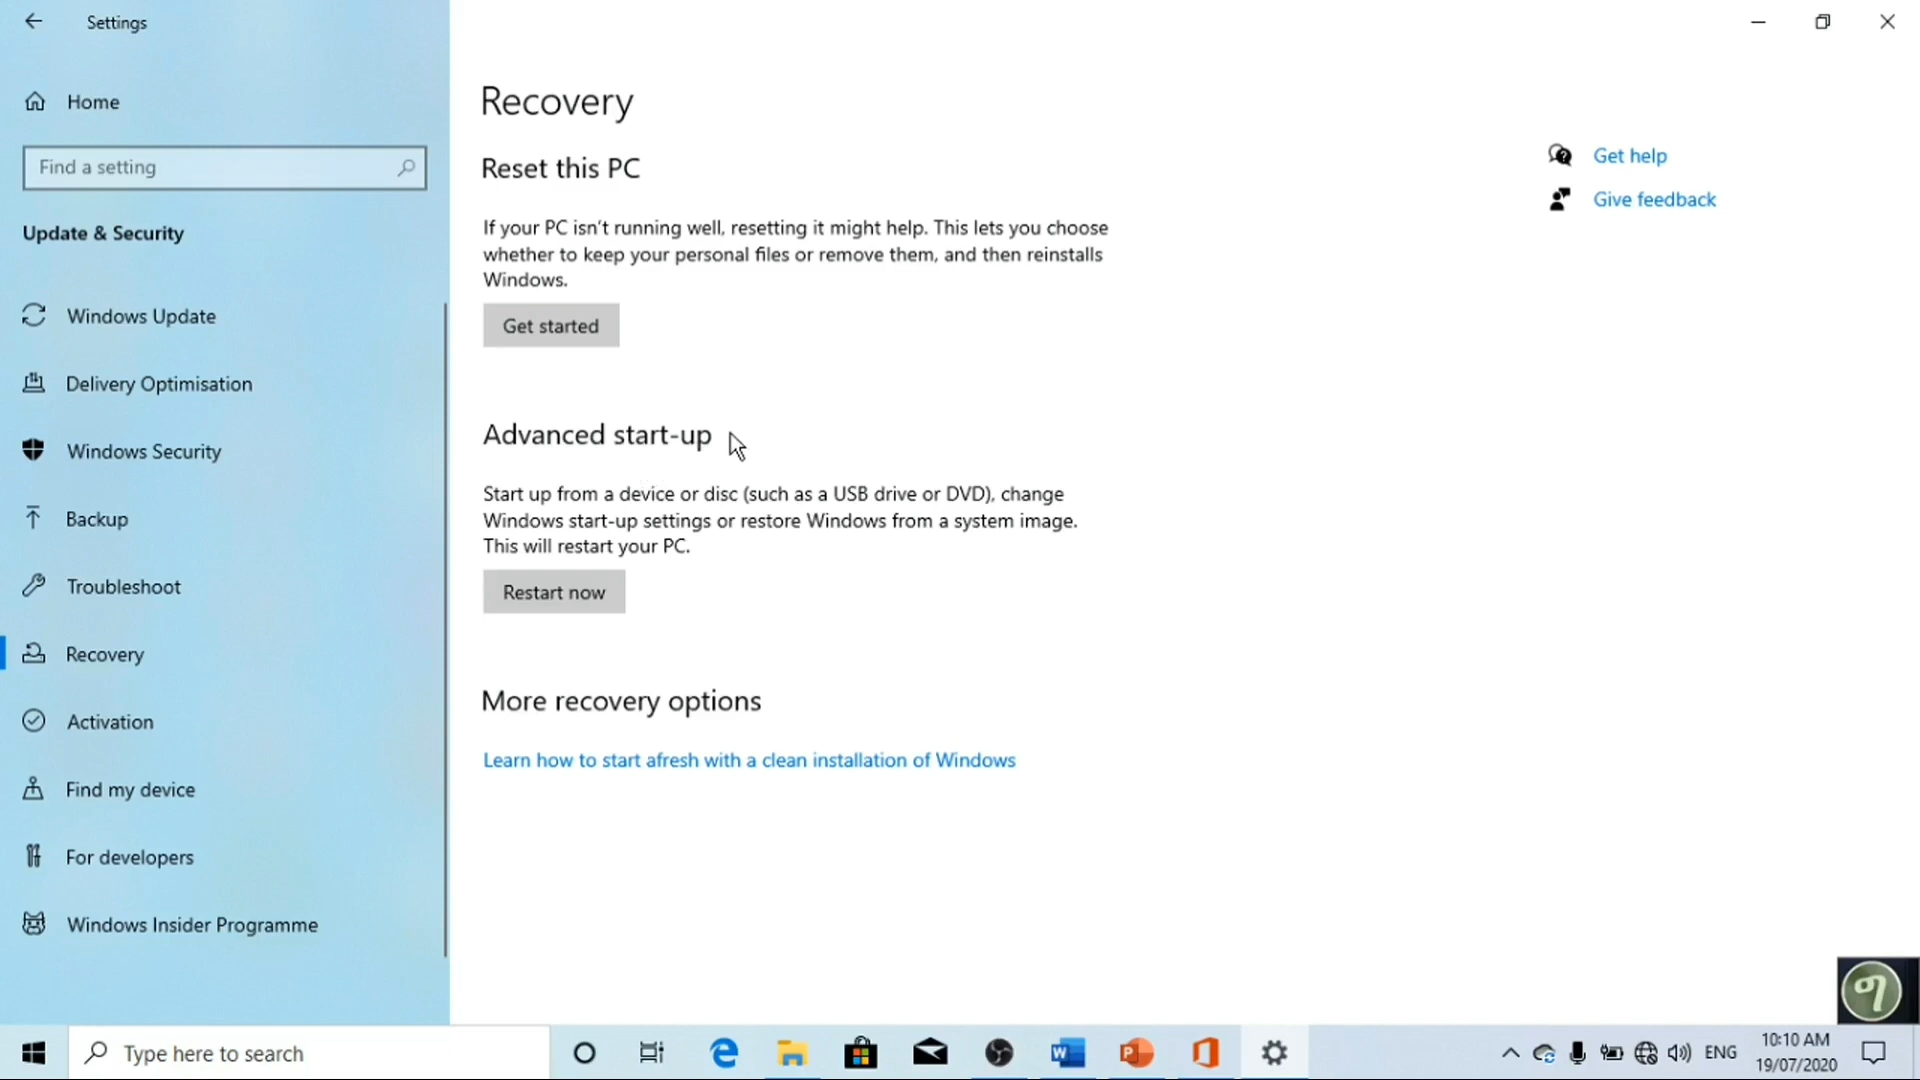 Settings
Home
Find a setting
Update & Security
Windows Update
Delivery Optimisation
Windows Security
Backup
Troubleshoot
Recovery
Activation
Find my device
For developers
Windows Insider Programme
Recovery
Reset this PC
If your PC isn't running well, resetting it might help. This lets you choose
whether to keep your personal files or remove them, and then reinstalls
Windows.
Get started
Advanced start-up
Start up from a device or disc (such as a USB drive or DVD), change
Windows start-up settings or restore Windows from a system image.
This will restart your PC.
Restart now
More recovery options
Learn how to start afresh with a clean installation of Windows
Get help
Give feedback
Type here to search
ENG
10:10 AM
19/07/2020